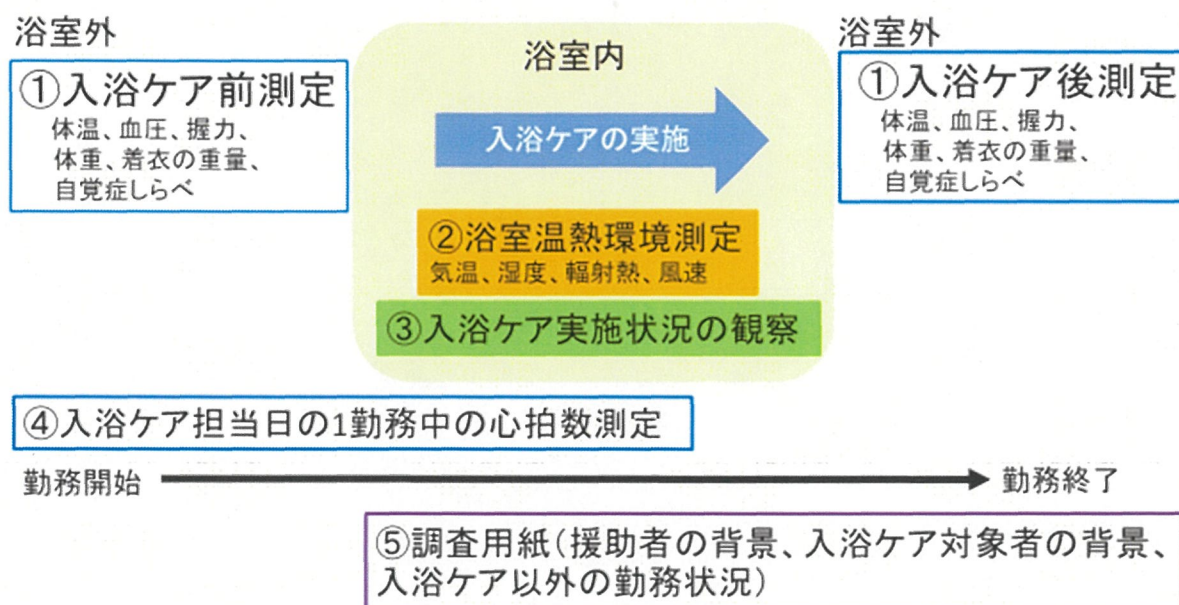 浴室外
①入浴ケア前測定
体温、血圧、握力、
体重、着衣の重量、
自覚症しらべ
浴室内
入浴ケアの実施
②浴室温熱環境測定
気温、湿度、輻射熱、風速
③入浴ケア実施状況の観察
浴室外
①入浴ケア後測定
体温、血圧、握力、
体重、着衣の重量、
自覚症しらべ
④入浴ケア担当日の1勤務中の心拍数測定
勤務開始
勤務終了
⑤調査用紙(援助者の背景、入浴ケア対象者の背景、
入浴ケア以外の勤務状況)